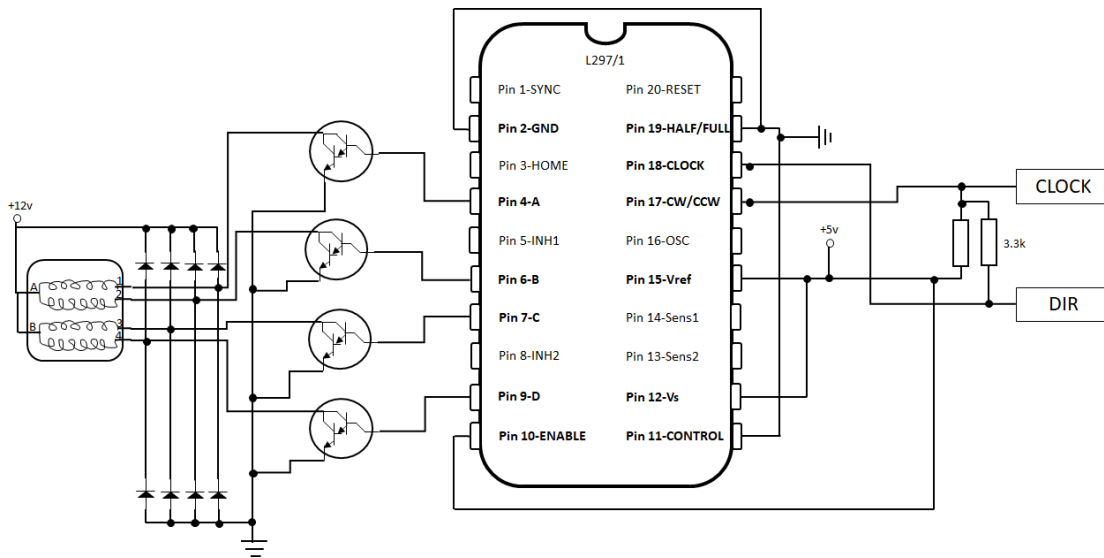 L297/1
Pin 1-SYNC
Pin 20-RESET
Pin 2-GND
Pin 19-HALF/FULL
Pin 3-HOME
Pin 18-CLOCK
CLOCK
Pin 4-A
Pin 17-CW/CCW
+12v
+5v
3.3k
Pin 5-INH1
Pin 16-OSC
A
1
2
Pin 6-B
Pin 15-Vref
DIR
B
3
4
Pin 7-C
Pin 14-Sens1
Pin 8-INH2
Pin 13-Sens2
Pin 9-D
Pin 12-Vs
Pin 10-ENABLE
Pin 11-CONTROL